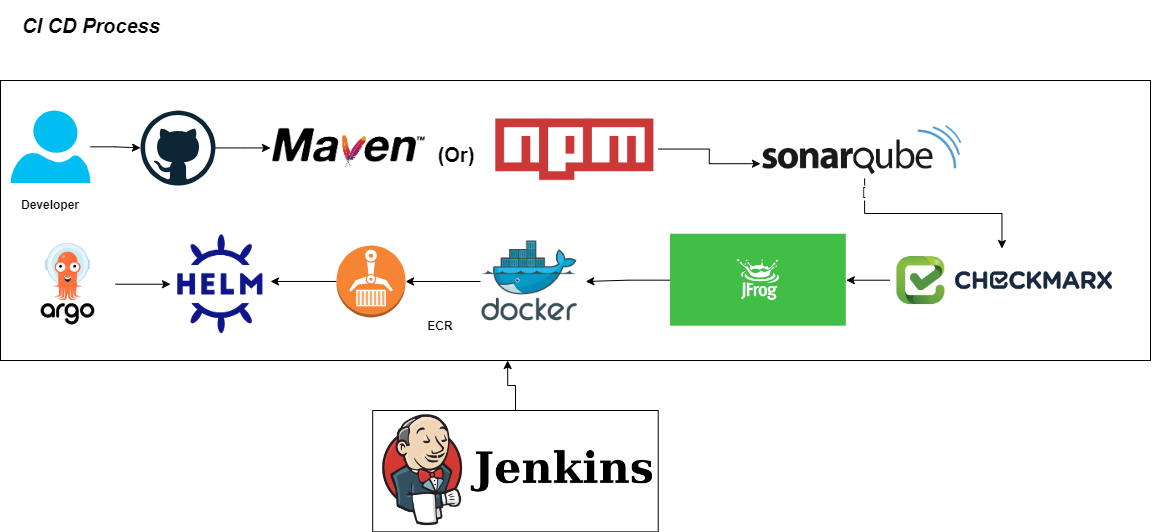 CI CD Process
Maven™ (Or) npm
sonarqube
Developer
argo
HELM
ECR
docker
JFrog
CHECKMARX
Jenkins